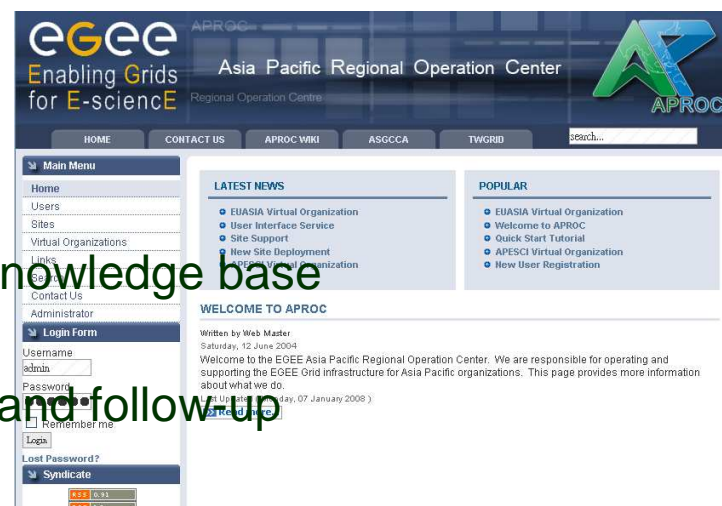 eGee
Enabling Grids
for E-sciencE
APROC
Asia Pacific Regional Operation Center
Regional Operation Centre
APROC
HOME
CONTACT US
APROC WIKI
ASGCCA
TWGRID
search...
Main Menu
Home
Users
Sites
Virtual Organizations
Links
Search
Contact Us
Administrator
Login Form
Username
admin
Password
Remember me
Login
Lost Password?
Syndicate
RSS 0.91
LATEST NEWS
EUASIA Virtual Organization
User Interface Service
Site Support
New Site Deployment
APESCI Virtual Organization
POPULAR
EUASIA Virtual Organization
Welcome to APROC
Quick Start Tutorial
APESCI Virtual Organization
New User Registration
nowledge base
WELCOME TO APROC
Written by Web Master
Saturday, 12 June 2004
Welcome to the EGEE Asia Pacific Regional Operation Center. We are responsible for operating and
supporting the EGEE Grid infrastructure for Asia Pacific organizations. This page provides more information
about what we do.
Last Updated ( Monday, 07 January 2008 )
Read more...
and follow-up